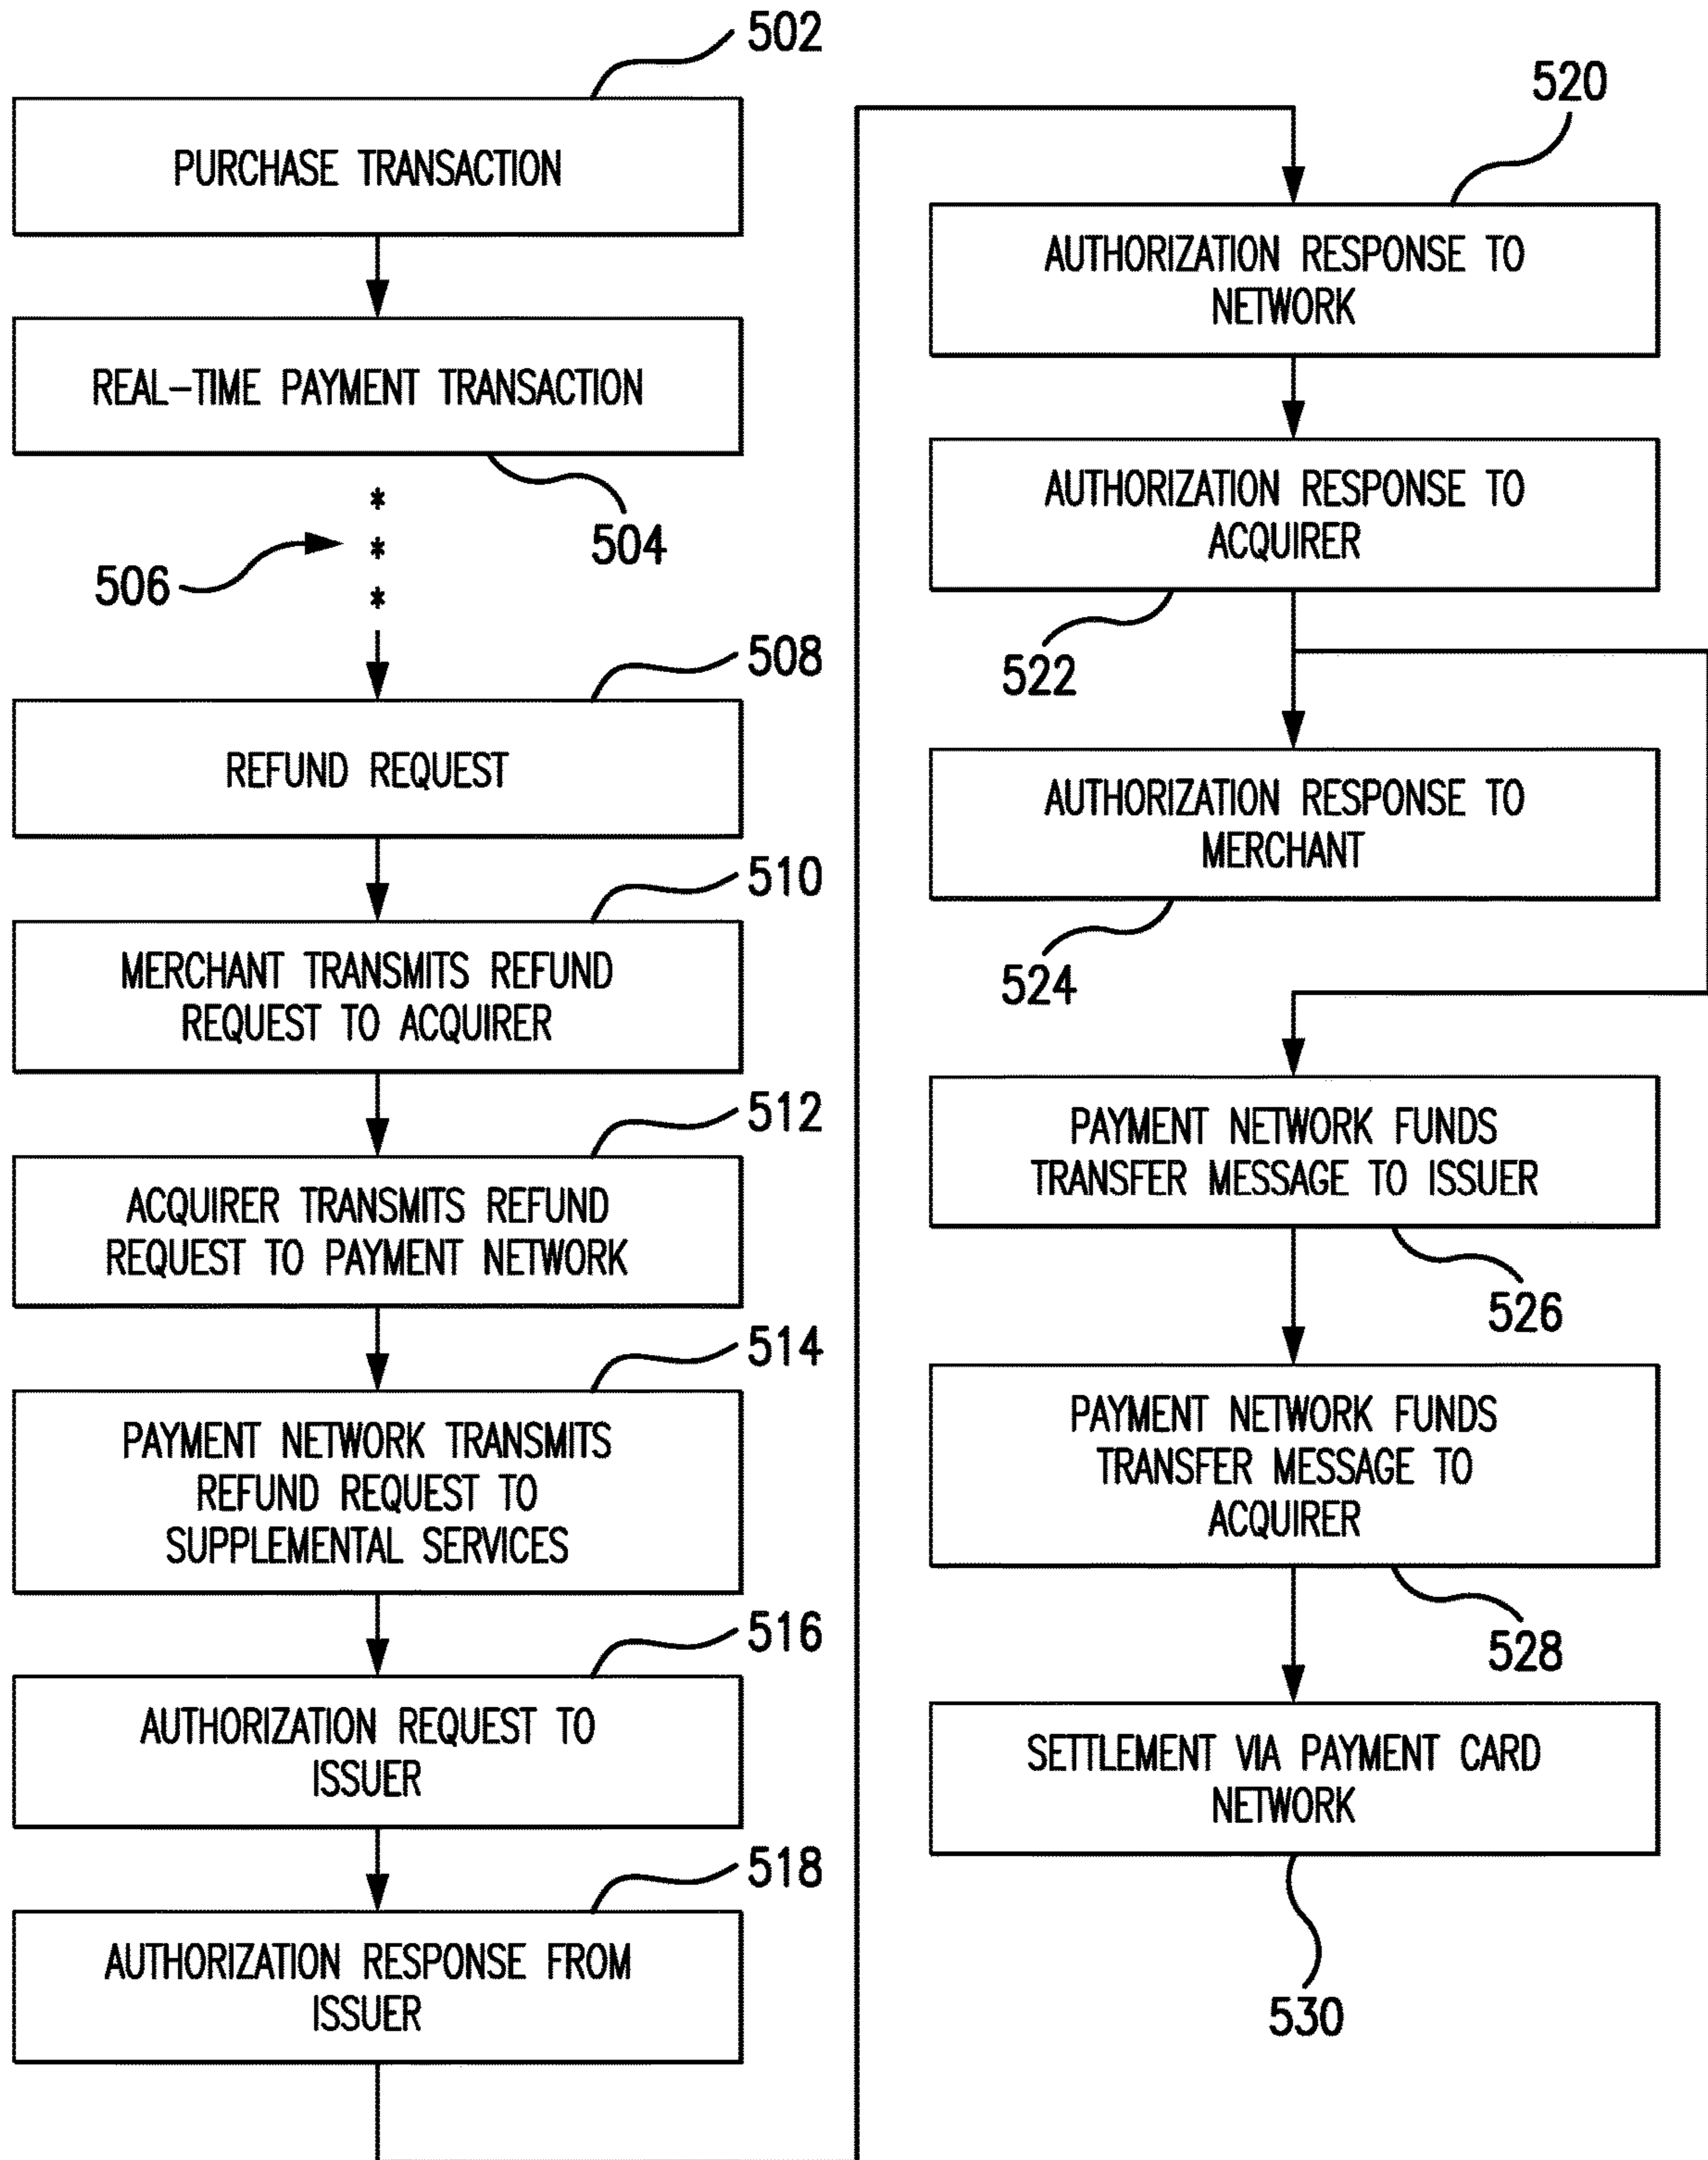 502
PURCHASE TRANSACTION
REAL-TIME PAYMENT TRANSACTION
504
*
*
*
506
508
REFUND REQUEST
510
MERCHANT TRANSMITS REFUND
REQUEST TO ACQUIRER
512
ACQUIRER TRANSMITS REFUND
REQUEST TO PAYMENT NETWORK
514
PAYMENT NETWORK TRANSMITS
REFUND REQUEST TO
SUPPLEMENTAL SERVICES
516
AUTHORIZATION REQUEST TO
ISSUER
518
AUTHORIZATION RESPONSE FROM
ISSUER
520
AUTHORIZATION RESPONSE TO
NETWORK
AUTHORIZATION RESPONSE TO
ACQUIRER
522
AUTHORIZATION RESPONSE TO
MERCHANT
524
PAYMENT NETWORK FUNDS
TRANSFER MESSAGE TO ISSUER
526
PAYMENT NETWORK FUNDS
TRANSFER MESSAGE TO
ACQUIRER
528
SETTLEMENT VIA PAYMENT CARD
NETWORK
530